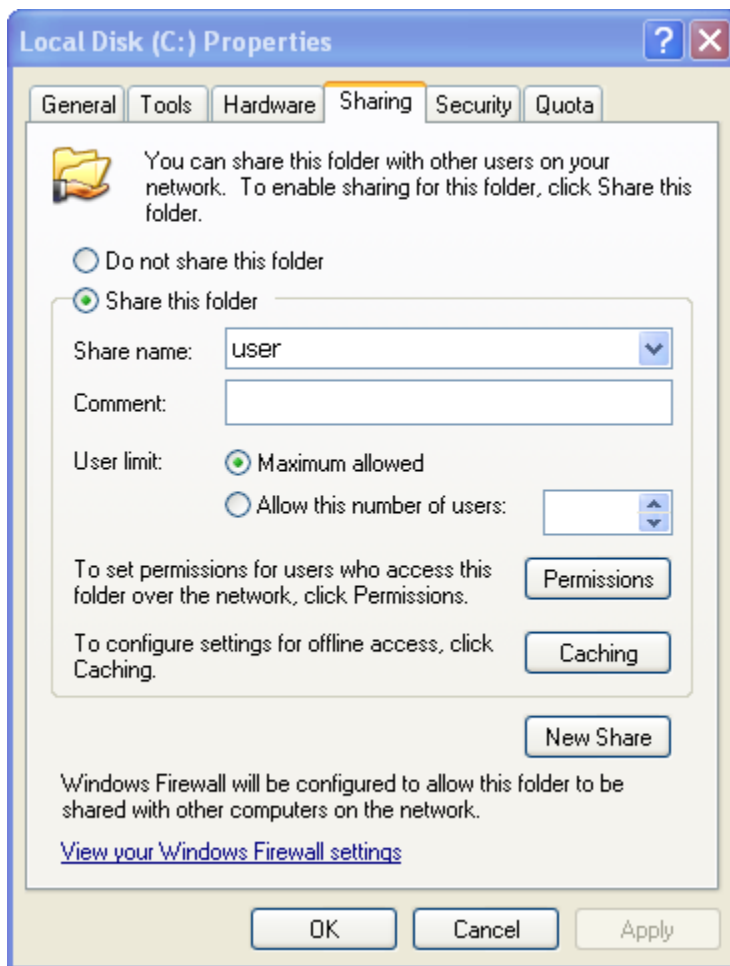 Local Disk (C:) Properties
General Tools Hardware Sharing Security Quota
You can share this folder with other users on your
network. To enable sharing for this folder, click Share this
folder.
Do not share this folder
Share this folder
Share name: user
Comment:
User limit: Maximum allowed
Allow this number of users:
To set permissions for users who access this
folder over the network, click Permissions.
Permissions
To configure settings for offline access, click
Caching.
Caching
New Share
Windows Firewall will be configured to allow this folder to be
shared with other computers on the network.
View your Windows Firewall settings
OK Cancel Apply